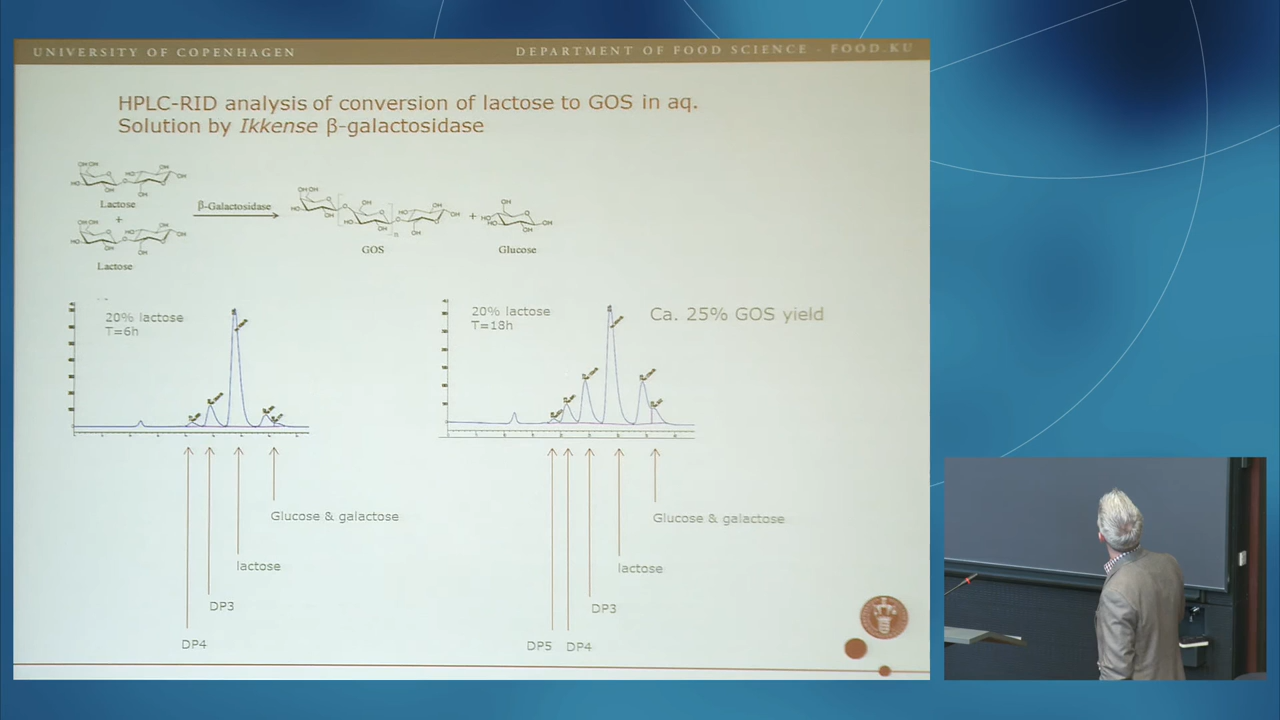 UNIVERSITY OF COPENHAGEN
DEPARTMENT OF FOOD SCIENCE - FOOD.KU
HPLC-RID analysis of conversion of lactose to GOS in aq.
Solution by Ikkense β-galactosidase
Lactose
+
Lactose
β-Galactosidase
n
GOS
+
Glucose
20% lactose
T=6h
20% lactose
T=18h
Ca. 25% GOS yield
Glucose & galactose
lactose
DP3
DP4
Glucose & galactose
lactose
DP3
DP5
DP4